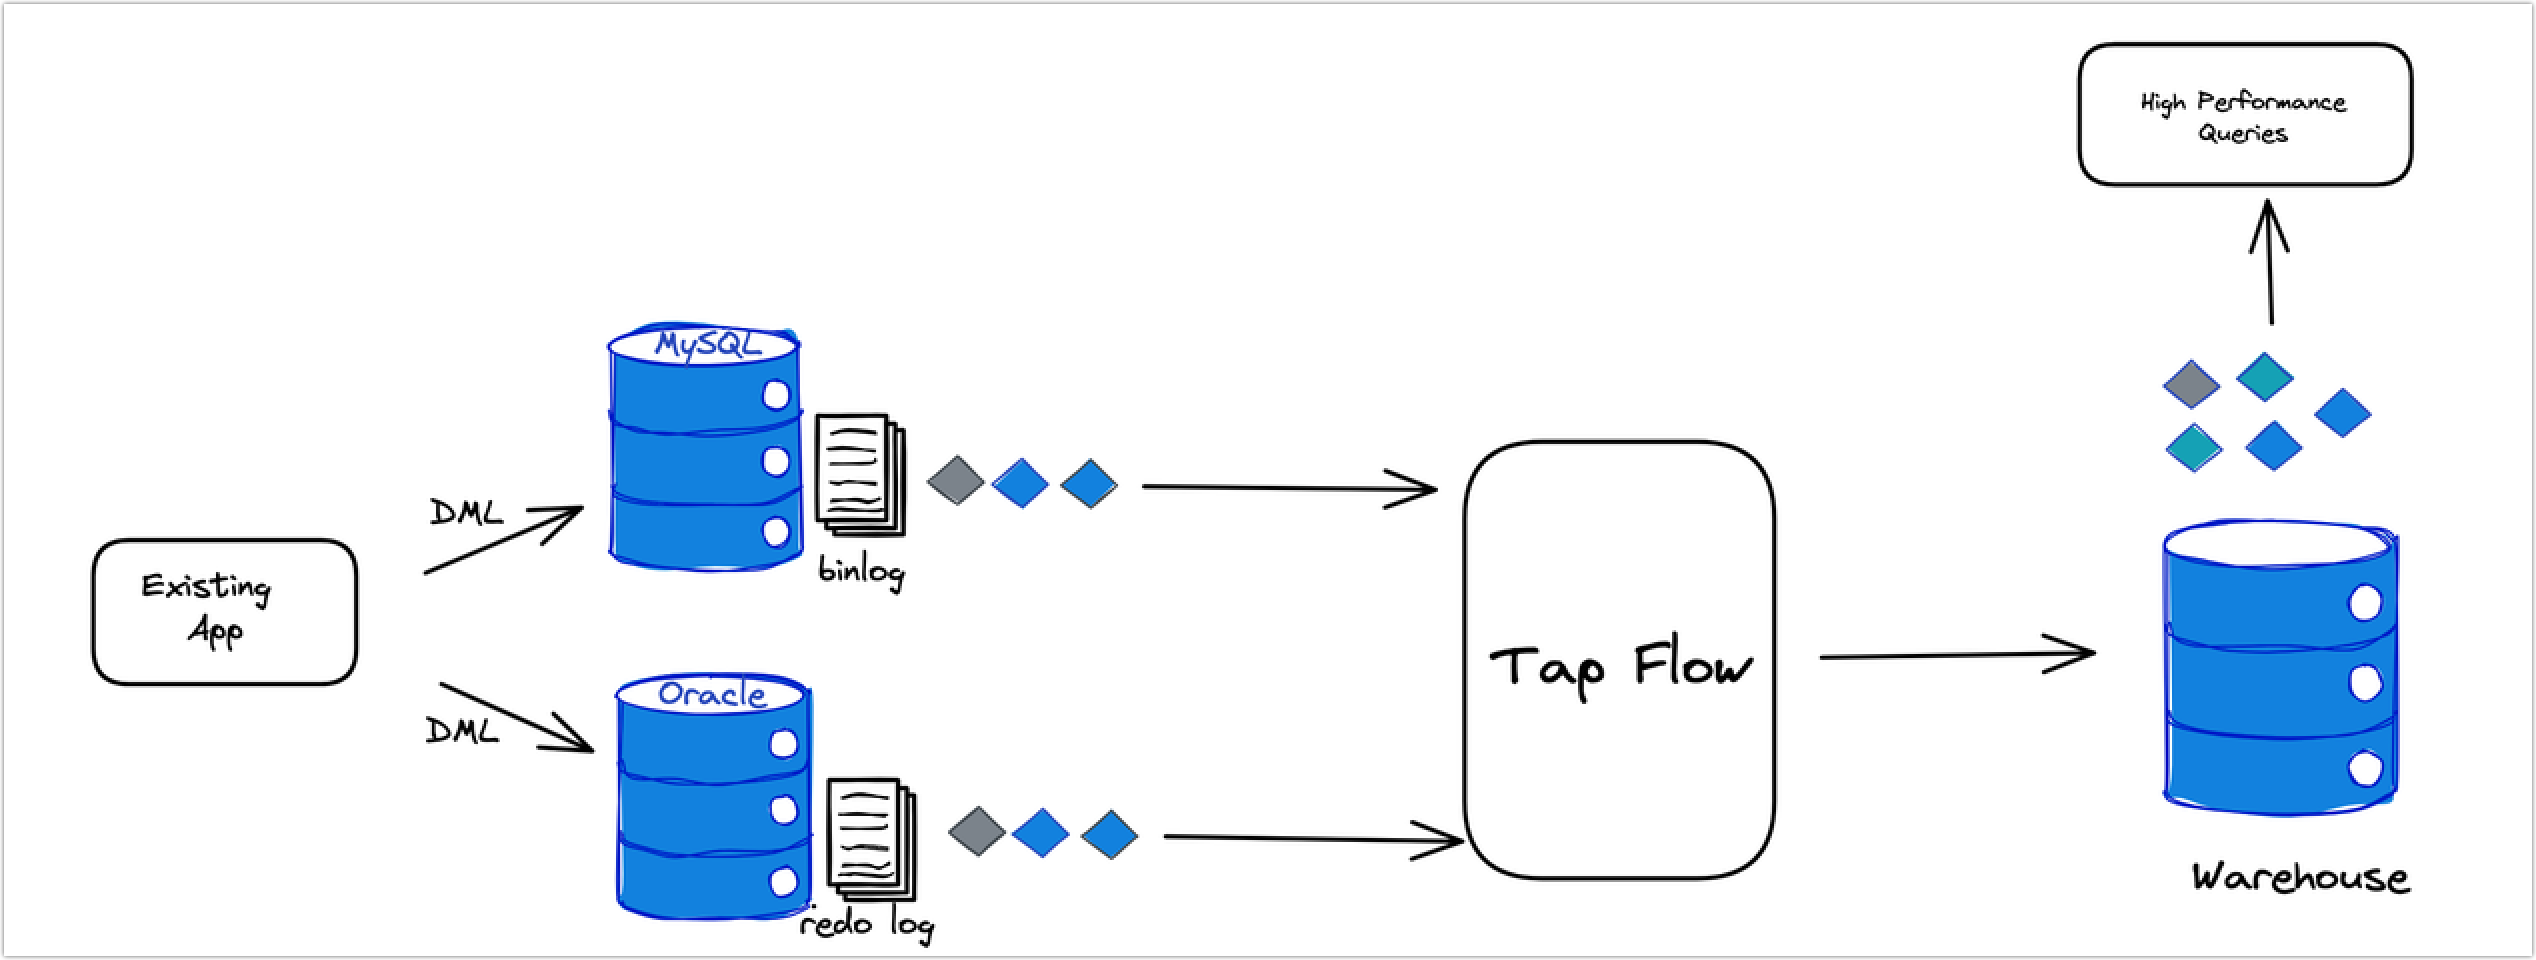 High Performance
Queries
MySQL
DML
binlog
Existing
App
Tap Flow
Oracle
DML
redo log
Warehouse